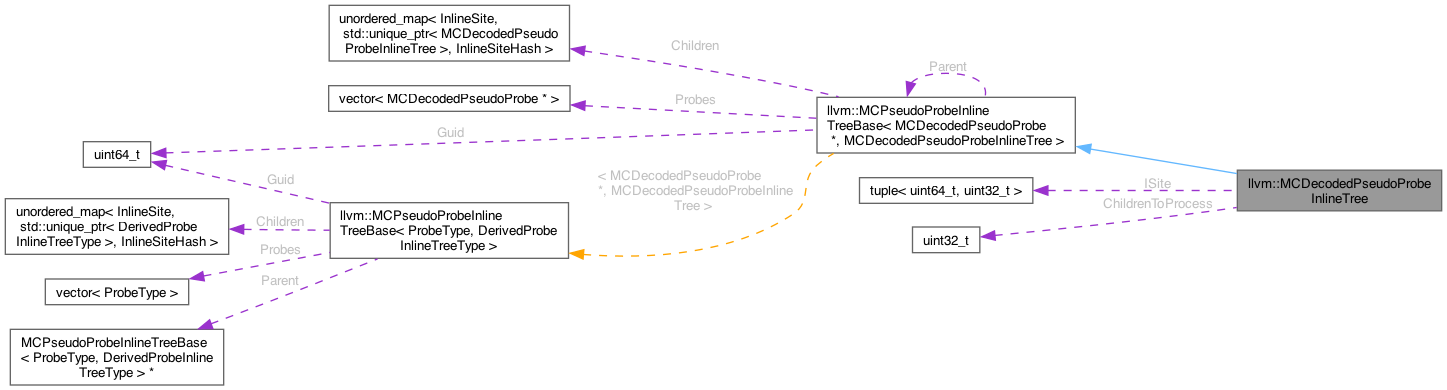 unordered_map< InlineSite,
std::unique_ptr< MCDecodedPseudo
ProbeInlineTree >, InlineSiteHash >
Children
Parent
vector< MCDecodedPseudoProbe * >
Probes
llvm::MCPseudoProbeInline
TreeBase< MCDecodedPseudoProbe
*, MCDecodedPseudoProbeInlineTree >
Guid
uint64_t
Guid
< MCDecodedPseudoProbe
*, MCDecodedPseudoProbeInline
Tree >
tuple< uint64_t, uint32_t >
ISite
ChildrenToProcess
llvm::MCDecodedPseudoProbe
InlineTree
uint32_t
unordered_map< InlineSite,
std::unique_ptr< DerivedProbe
InlineTreeType >, InlineSiteHash >
Children
llvm::MCPseudoProbeInline
TreeBase< ProbeType, DerivedProbe
InlineTreeType >
Probes
vector< ProbeType >
Parent
MCPseudoProbeInlineTreeBase
< ProbeType, DerivedProbeInline
TreeType > *